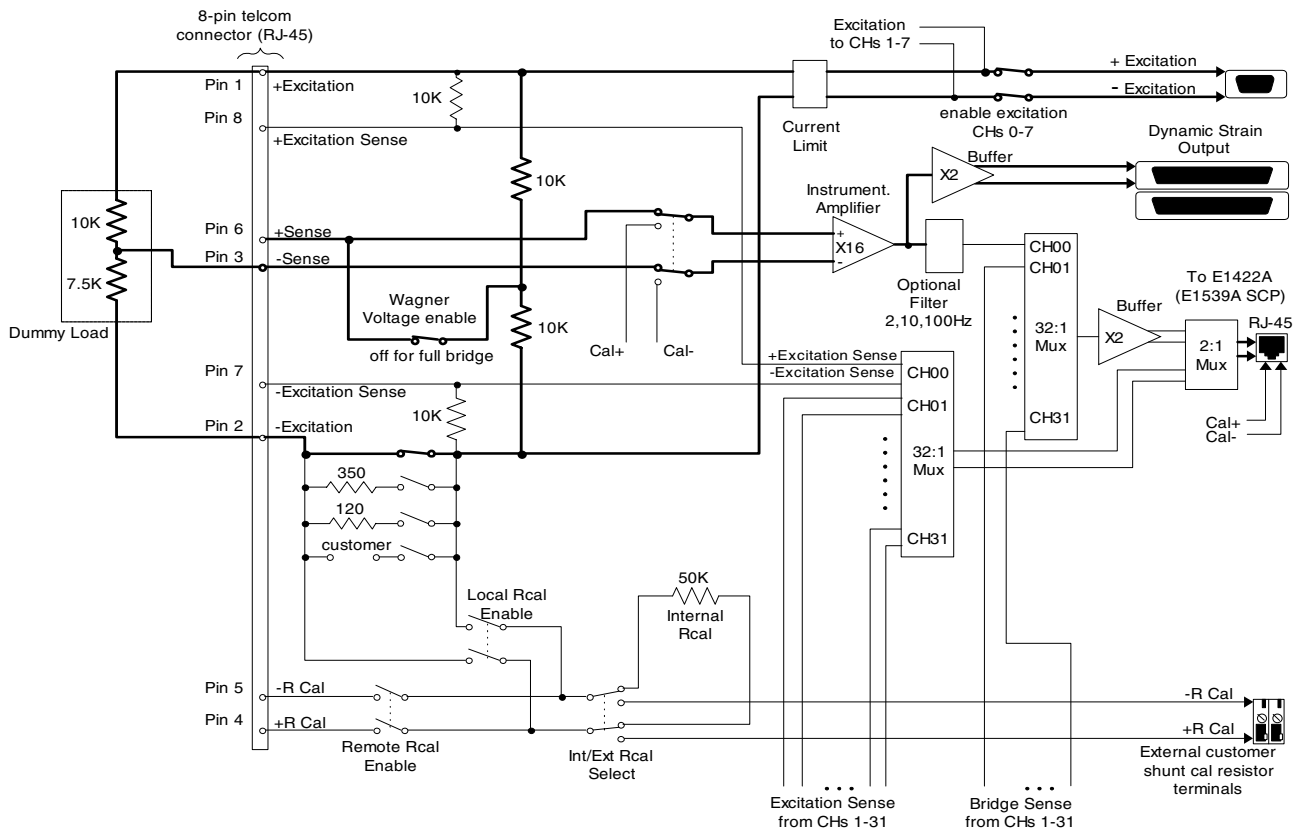 8-pin telcom
connector (RJ-45)
Pin 1
+Excitation
10K
Pin 8
+Excitation Sense
10K
10K
Pin 6
+Sense
Pin 3
-Sense
7.5K
Dummy Load
Wagner
Voltage enable
off for full bridge
10K
Cal+
Cal-
Pin 7
-Excitation Sense
10K
Pin 2
-Excitation
350
120
customer
Local Rcal
Enable
50K
Internal
Rcal
Pin 5
-R Cal
Pin 4
+R Cal
Remote Rcal
Enable
Int/Ext Rcal
Select
Excitation
to CHs 1-7
+ Excitation
- Excitation
Current
Limit
enable excitation
CHs 0-7
Dynamic Strain
Output
Buffer
X2
Instrument.
Amplifier
+
X16
-
Optional
Filter
2,10,100Hz
CH00
CH01
32:1
Mux
CH31
Buffer
X2
To E1422A
(E1539A SCP)
RJ-45
2:1
Mux
Cal+
Cal-
+Excitation Sense
-Excitation Sense
CH00
CH01
32:1
Mux
CH31
-R Cal
+R Cal
External customer
shunt cal resistor
terminals
Excitation Sense
from CHs 1-31
Bridge Sense
from CHs 1-31